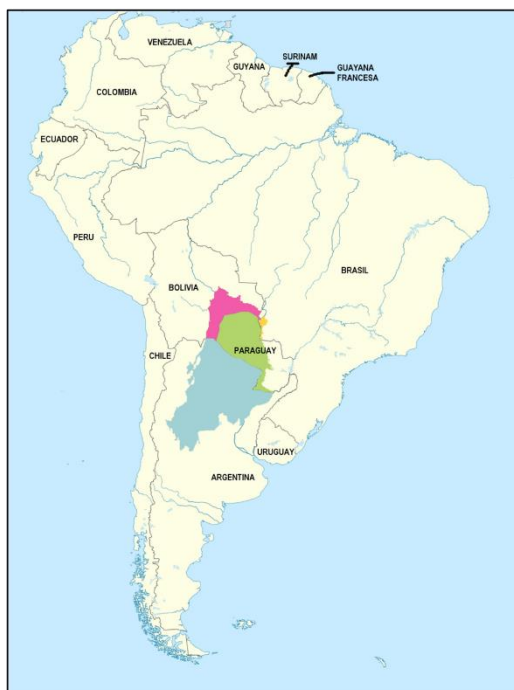 VENEZUELA
SURINAM
GUYANA
GUAYANA
FRANCESA
COLOMBIA
ECUADOR
PERU
BRASIL
BOLIVIA
CHILE
PARAGUAY
URUGUAY
ARGENTINA